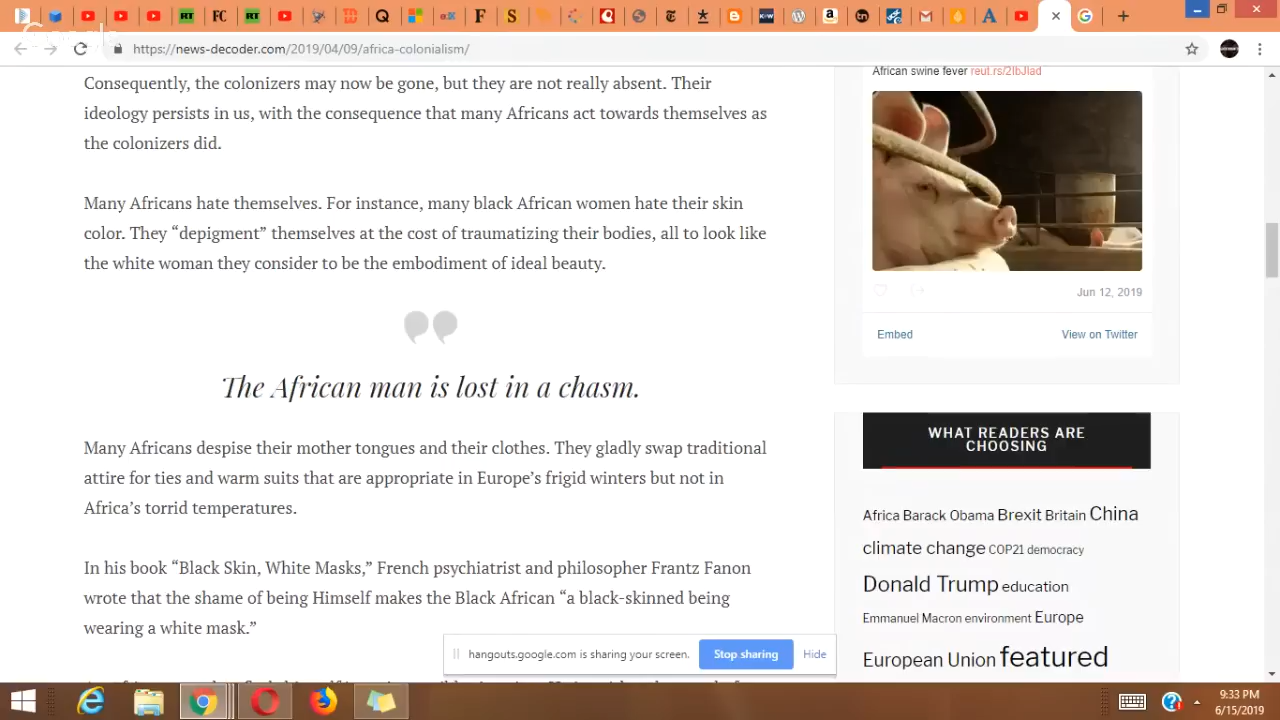 https://news-decoder.com/2019/04/09/africa-colonialism/
Consequently, the colonizers may now be gone, but they are not really absent. Their
ideology persists in us, with the consequence that many Africans act towards themselves as
the colonizers did.
Many Africans hate themselves. For instance, many black African women hate their skin
color. They “depigment” themselves at the cost of traumatizing their bodies, all to look like
the white woman they consider to be the embodiment of ideal beauty.
The African man is lost in a chasm.
Many Africans despise their mother tongues and their clothes. They gladly swap traditional
attire for ties and warm suits that are appropriate in Europe’s frigid winters but not in
Africa’s torrid temperatures.
In his book “Black Skin, White Masks,” French psychiatrist and philosopher Frantz Fanon
wrote that the shame of being Himself makes the Black African “a black-skinned being
wearing a white mask.”
African swine fever reut.rs/2IbJlad
Jun 12, 2019
Embed
View on Twitter
WHAT READERS ARE
CHOOSING
Africa Barack Obama Brexit Britain China
climate change COP21 democracy
Donald Trump education
Emmanuel Macron environment Europe
European Union featured
hangouts.google.com is sharing your screen.
Stop sharing
Hide
9:33 PM
6/15/2019